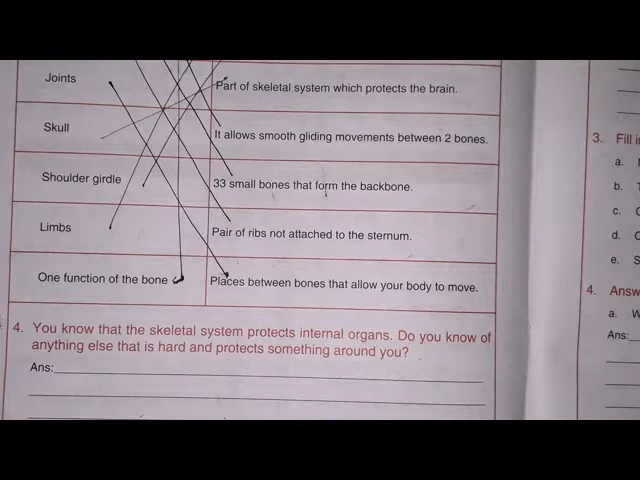 Joints
Part of skeletal system which protects the brain.
Skull
It allows smooth gliding movements between 2 bones.
Shoulder girdle
33 small bones that form the backbone.
Limbs
Pair of ribs not attached to the sternum.
One function of the bone
Places between bones that allow your body to move.
4. You know that the skeletal system protects internal organs. Do you know of
anything else that is hard and protects something around you?
Ans:
3. Fill
a.
b.
c.
d.
e.
4. Answ
a.
Ans: